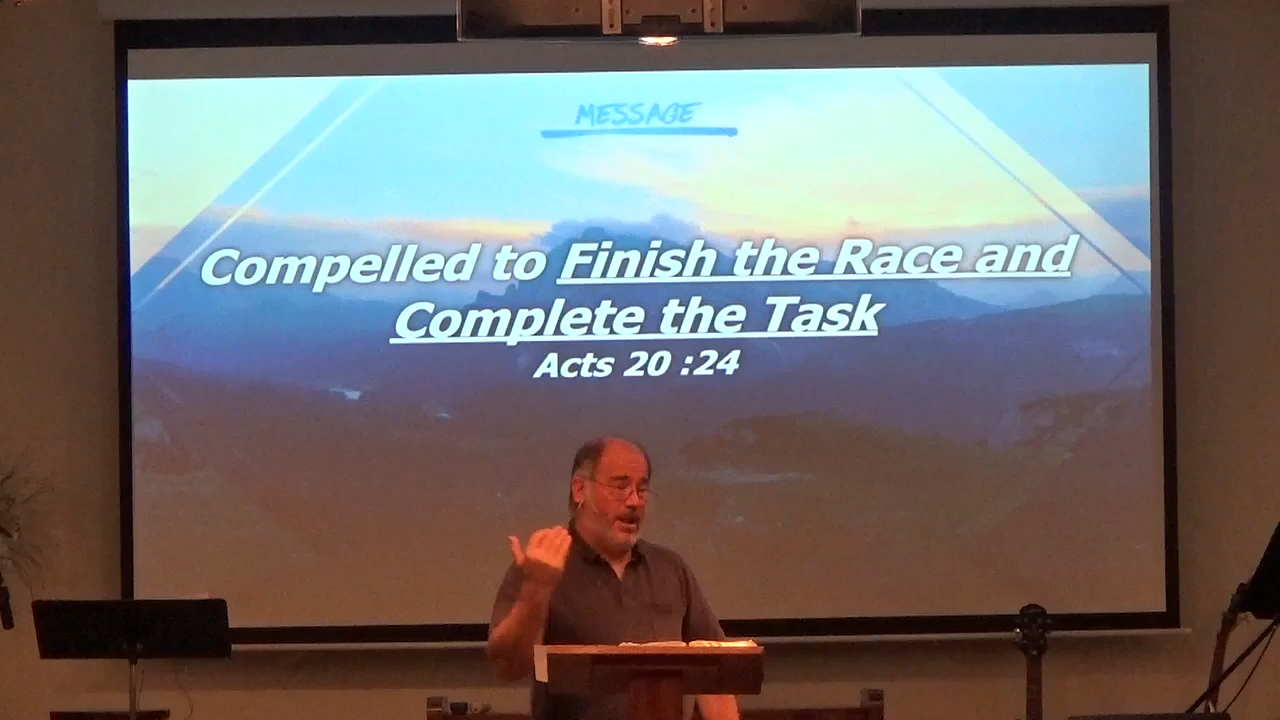 MESSAGE
Compelled to Finish the Race and
Complete the Task
Acts 20 :24